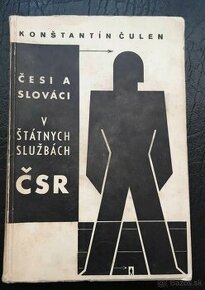 KONŠTANTÍN ČULEN
ČESI A
SLOVÁCI
V
ŠTÁTNYCH
SLUŽBÁCH
ČSR